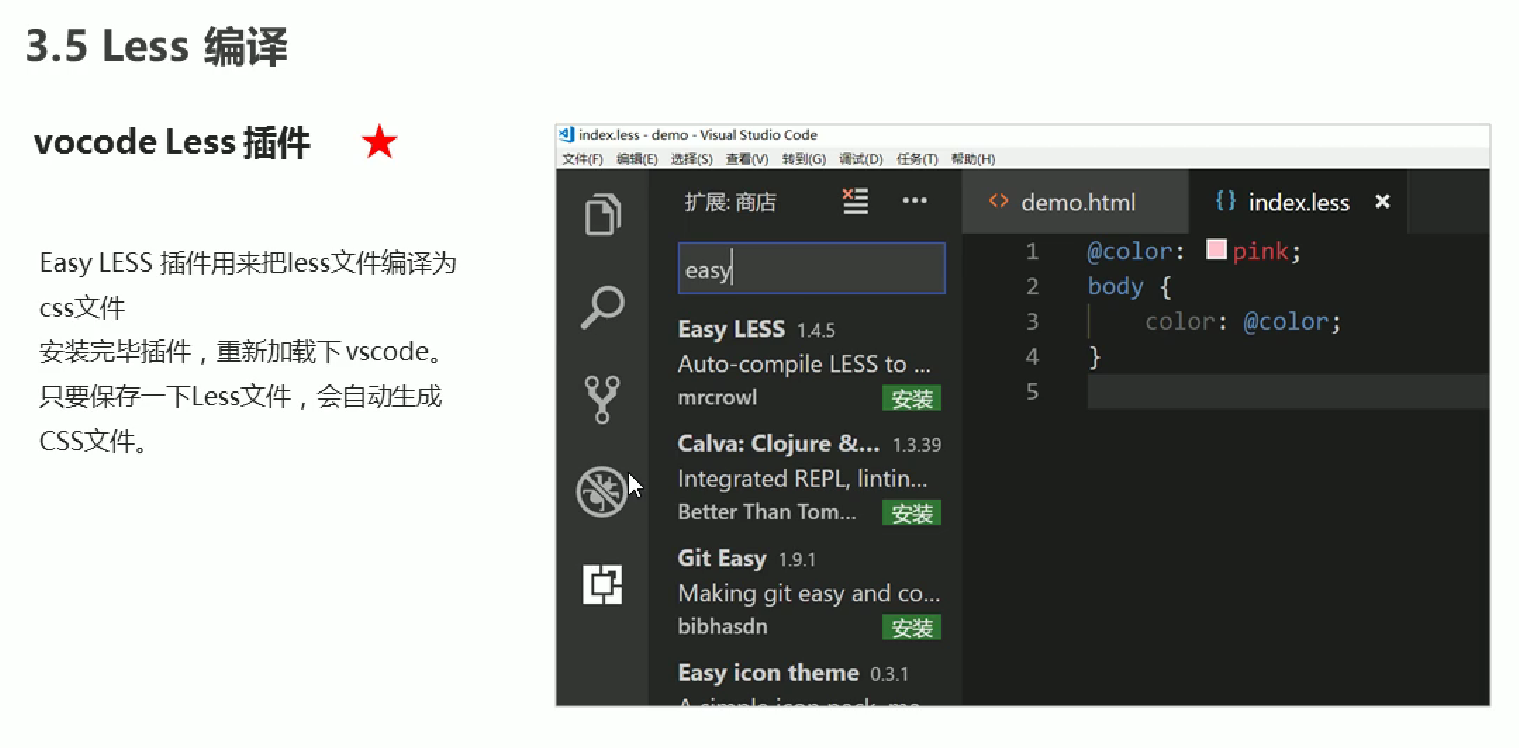 3.5 Less 编译
vocode Less 插件
Easy LESS 插件用来把less文件编译为
css文件
安装完毕插件，重新加载下 vscode。
只要保存一下Less文件，会自动生成
CSS文件。
index.less - demo - Visual Studio Code
文件(F) 编辑(E) 选择(S) 查看(V) 转到(G) 调试(D) 任务(T) 帮助(H)
扩展: 商店
easy
Easy LESS 1.4.5
Auto-compile LESS to ...
mrcrowl 安装
Calva: Clojure &... 1.3.39
Integrated REPL, lintin...
Better Than Tom... 安装
Git Easy 1.9.1
Making git easy and co...
bibhasdn 安装
Easy icon theme 0.3.1
demo.html index.less
1 @color: pink;
2 body {
3 color: @color;
4 }
5